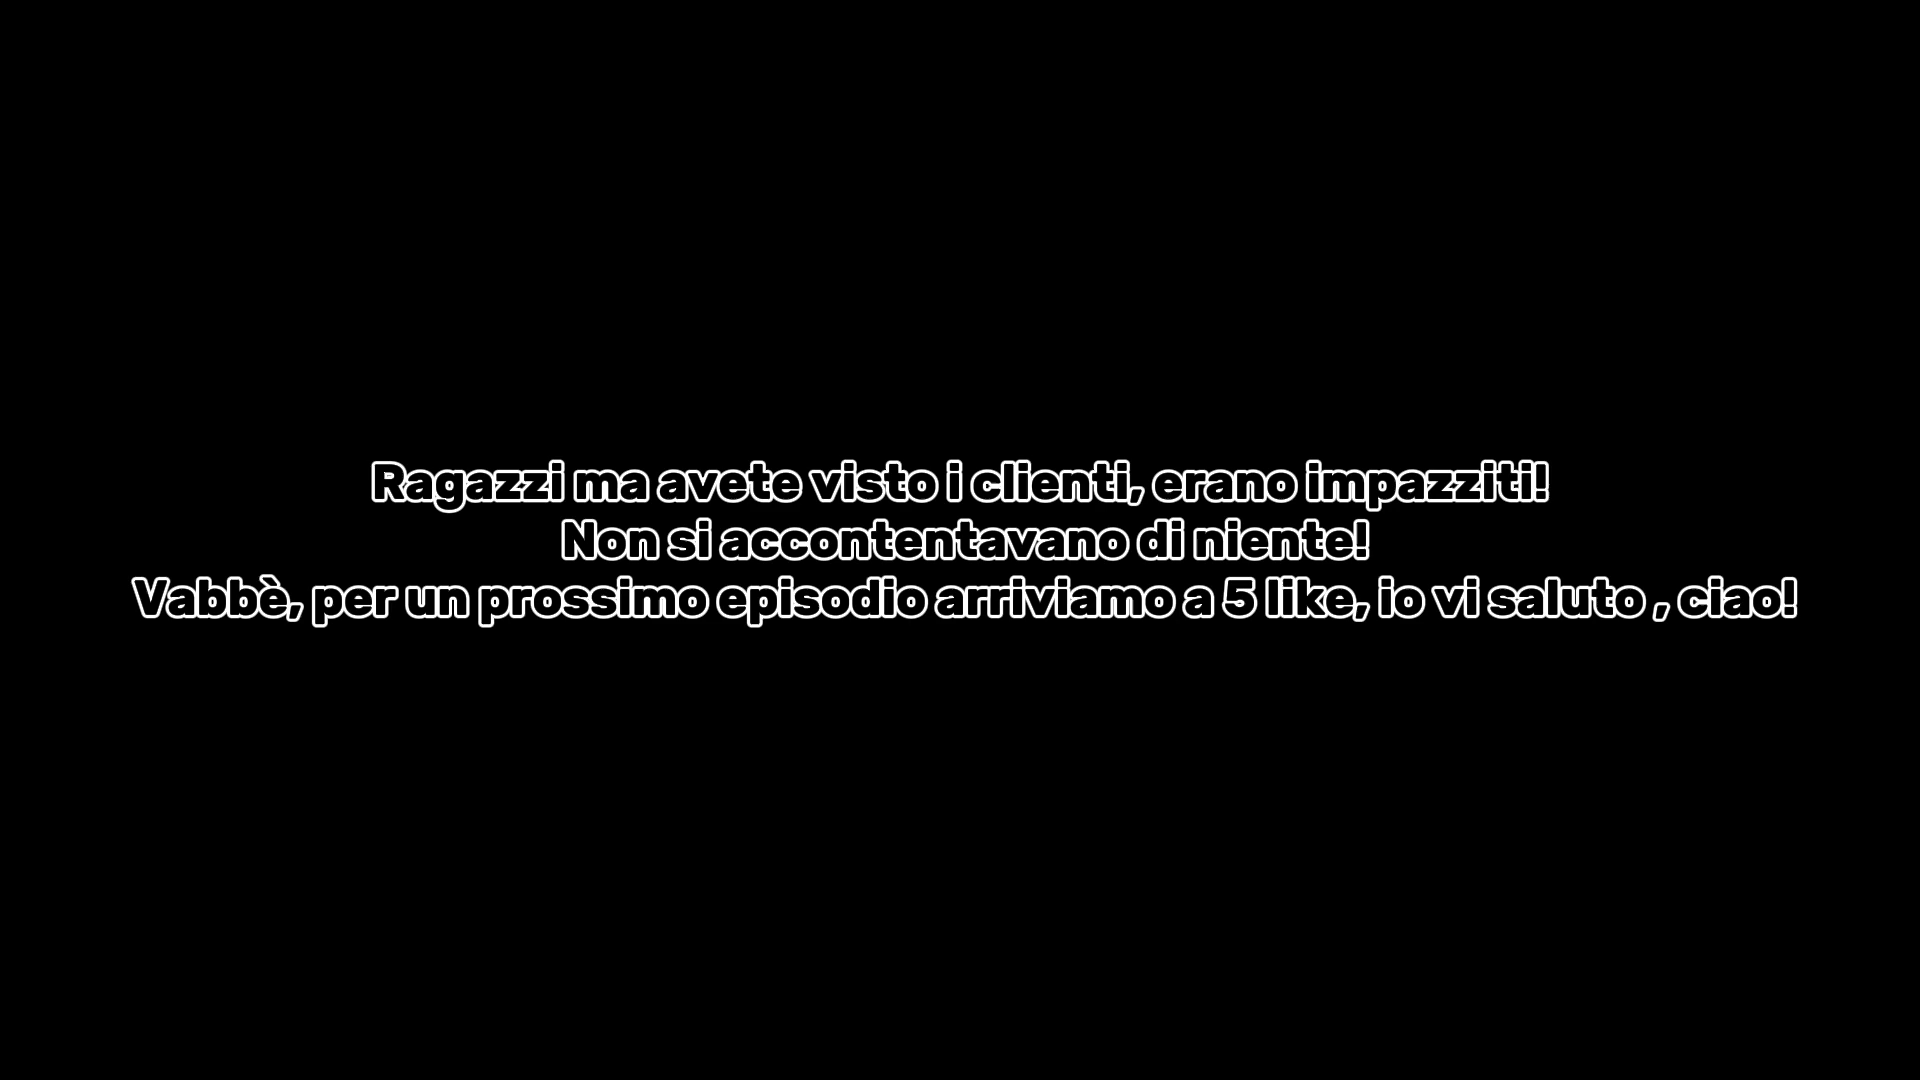 Ragazzi ma avete visto i clienti, erano impazziti!
Non si accontentavano di niente!
Vabbè, per un prossimo episodio arriviamo a 5 like, io vi saluto , ciao!